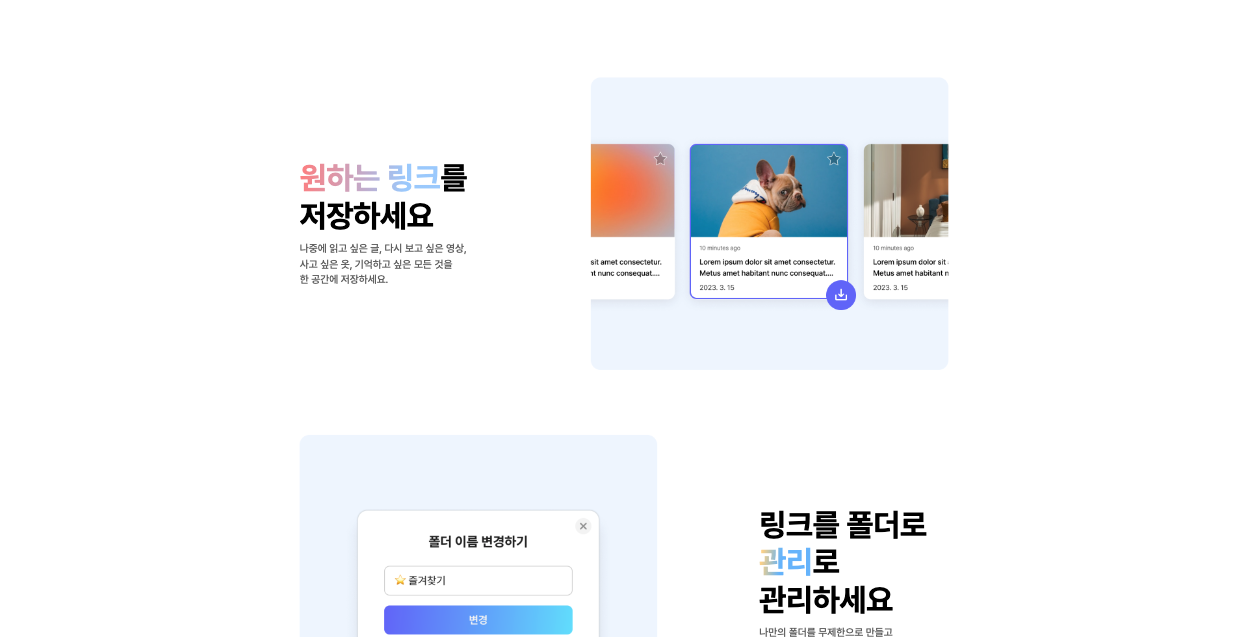 원하는 링크를
저장하세요
나중에 읽고 싶은 글, 다시 보고 싶은 영상,
사고 싶은 옷, 기억하고 싶은 모든 것을
한 공간에 저장하세요.
sit amet consectetur.
nt nunc consequat....
10 minutes ago
Lorem ipsum dolor sit amet consectetur.
Metus amet habitant nunc consequat....
2023. 3. 15
10 minutes ago
Lorem ipsum dolor sit
Metus amet habitant n
2023. 3. 15
폴더 이름 변경하기
⭐ 즐겨찾기
변경
링크를 폴더로
관리로
관리하세요
나만의 폴더를 무제한으로 만들고